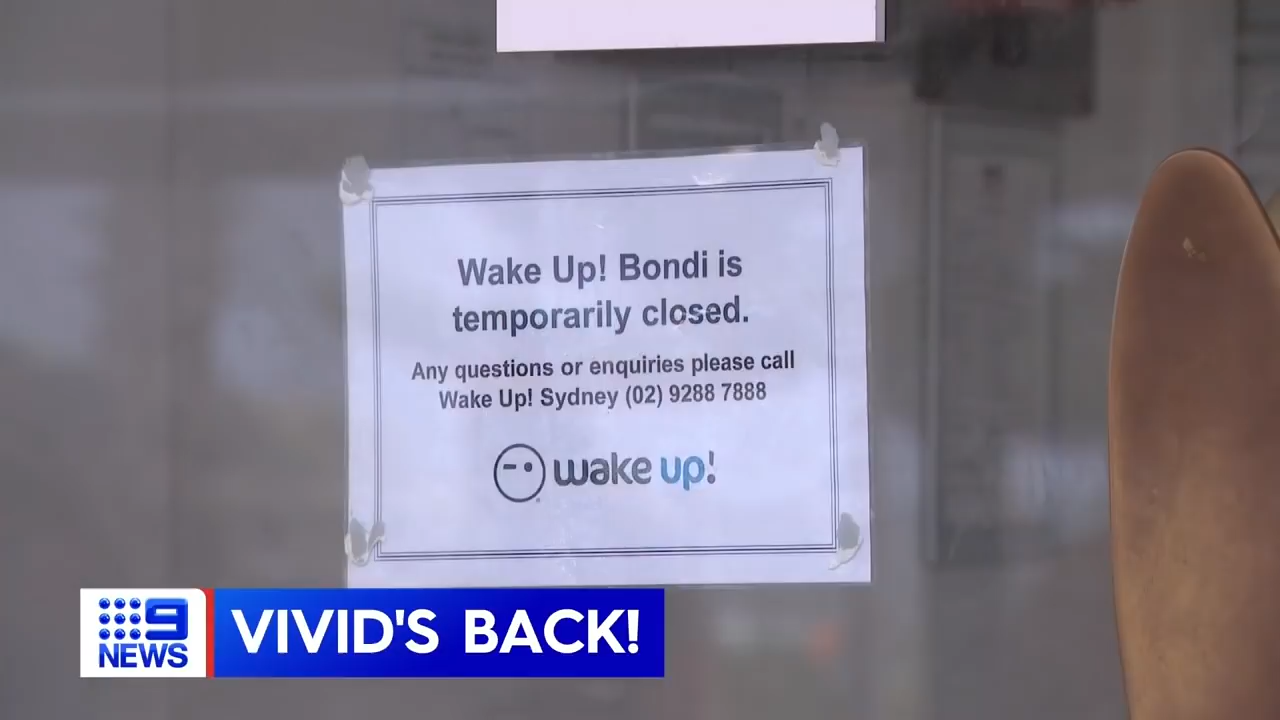 Wake Up! Bondi is
temporarily closed.
Any questions or enquiries please call
Wake Up! Sydney (02) 9288 7888
wake up!
9
NEWS
VIVID'S BACK!